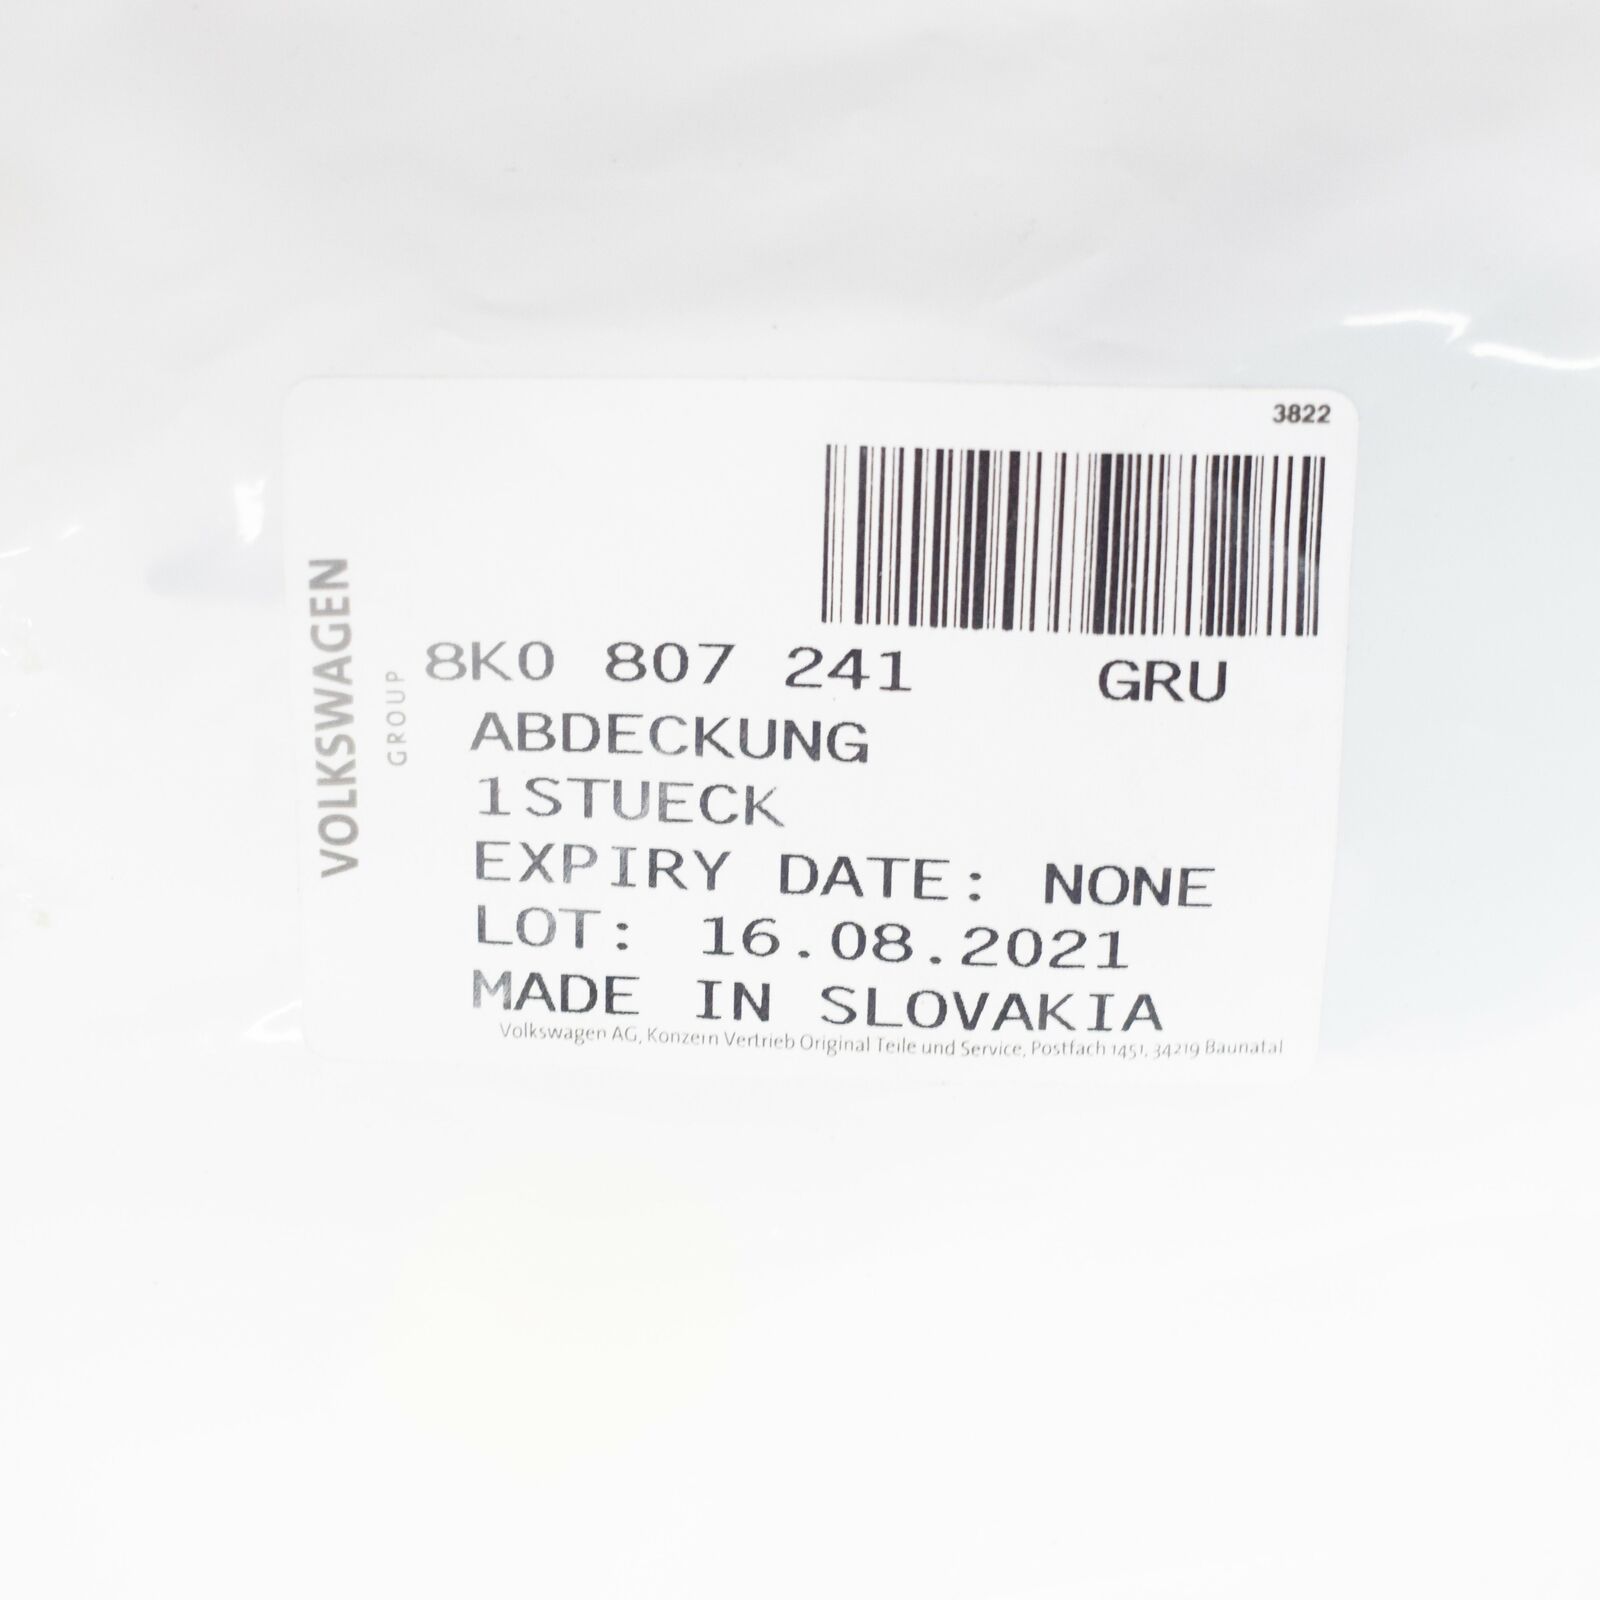 3822
VOLKSWAGEN
GROUP
8K0 807 241 GRU
ABDECKUNG
1STUECK
EXPIRY DATE: NONE
LOT: 16.08.2021
MADE IN SLOVAKIA
Volkswagen AG, Konzern Vertrieb Original Teile und Service, Postfach 1451, 34219 Baunatal